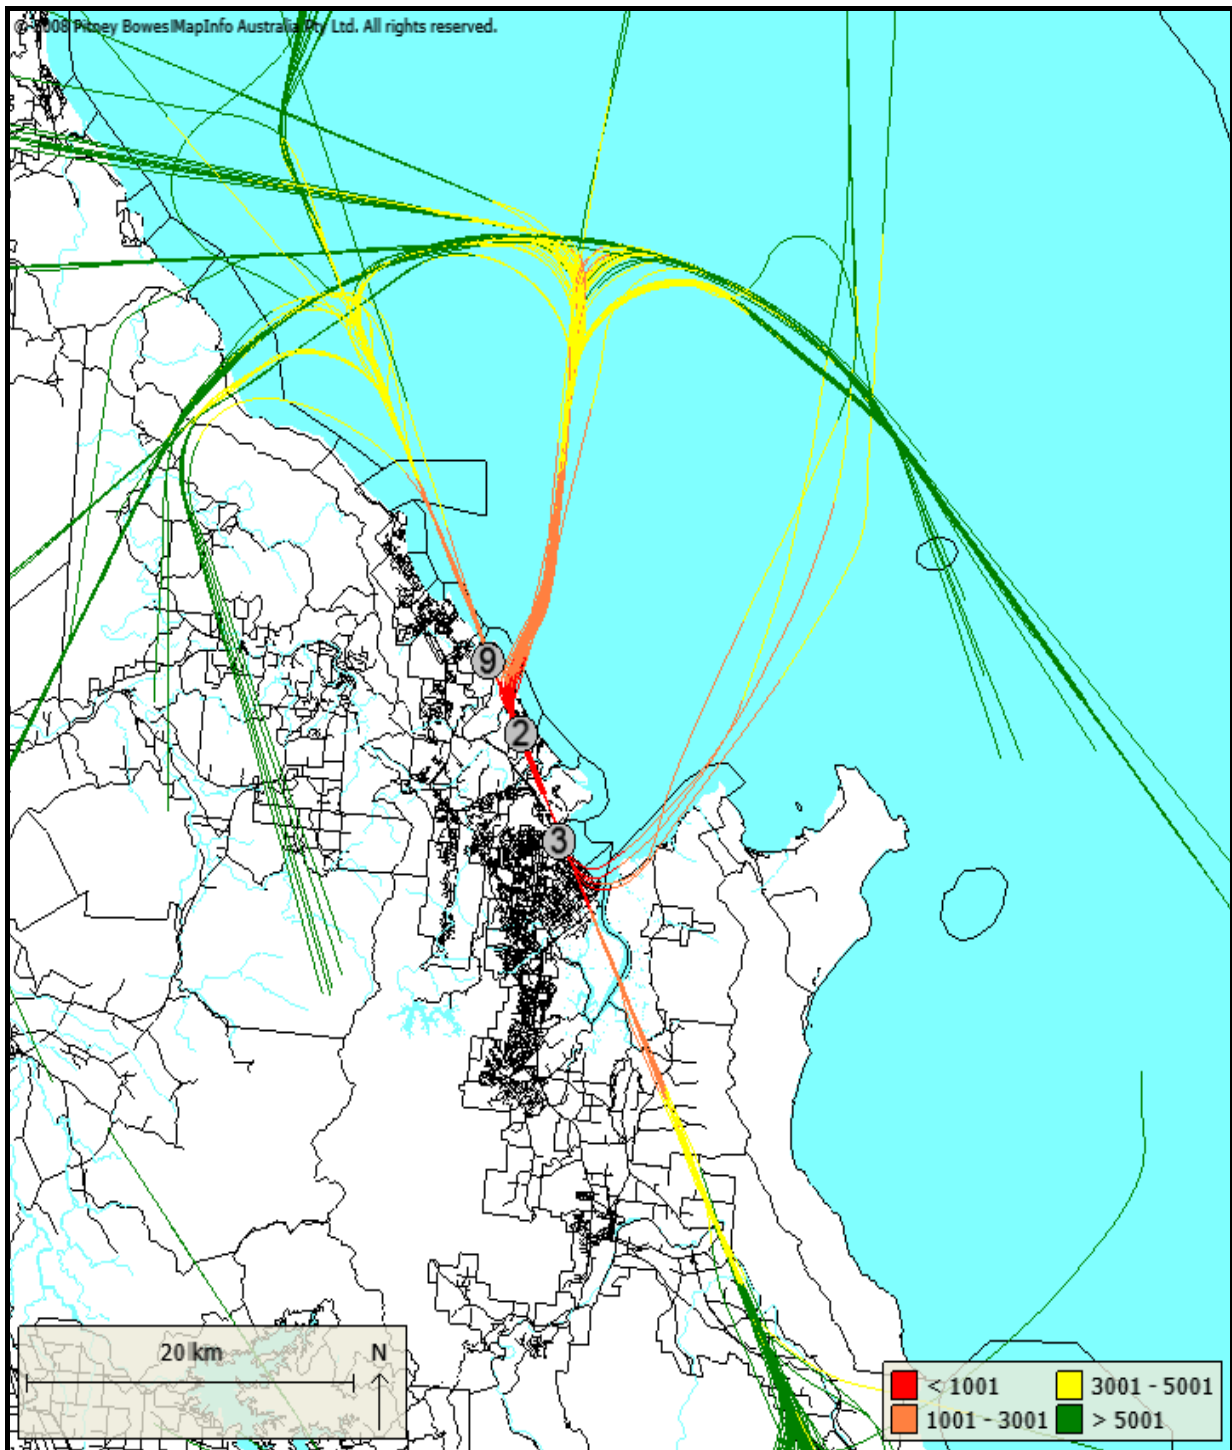 © 2008 Pitney Bowes MapInfo Australia Pty Ltd. All rights reserved.
9
2
3
20 km N
< 1001 3001 - 5001
1001 - 3001 > 5001